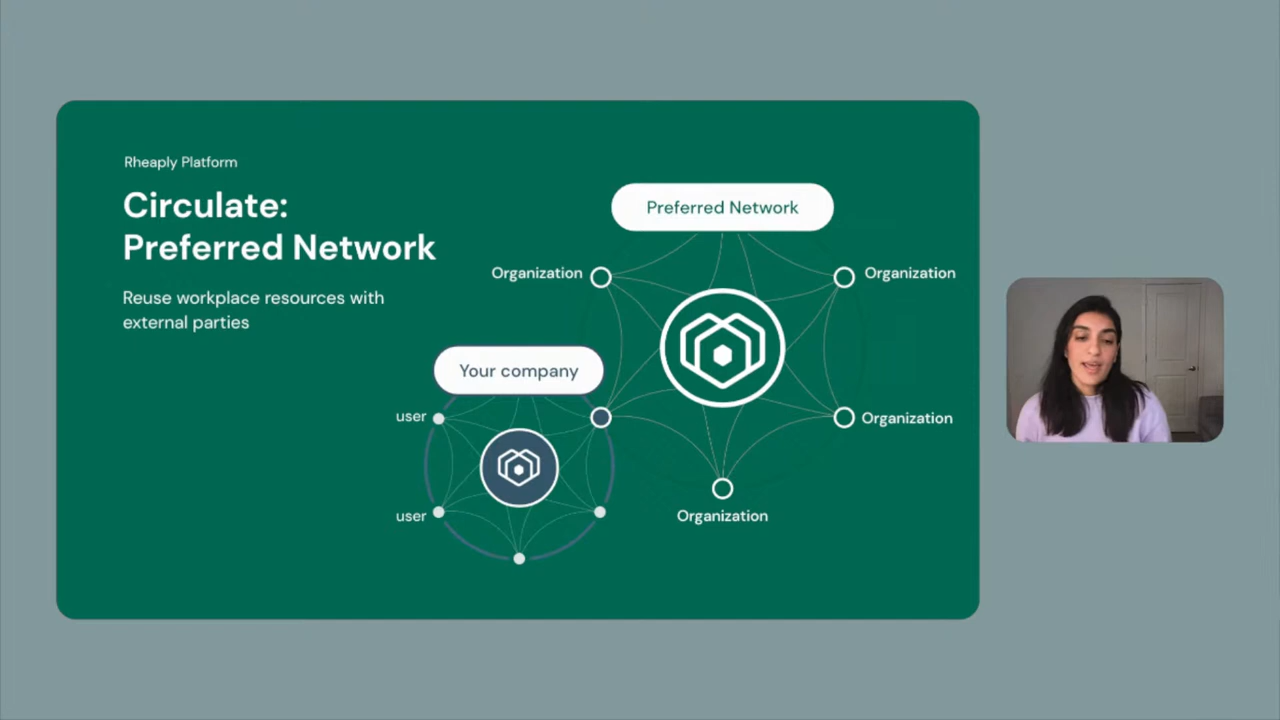 Rheaply Platform
Circulate:
Preferred Network
Reuse workplace resources with
external parties
Preferred Network
Organization
Organization
Your company
user
Organization
user
Organization